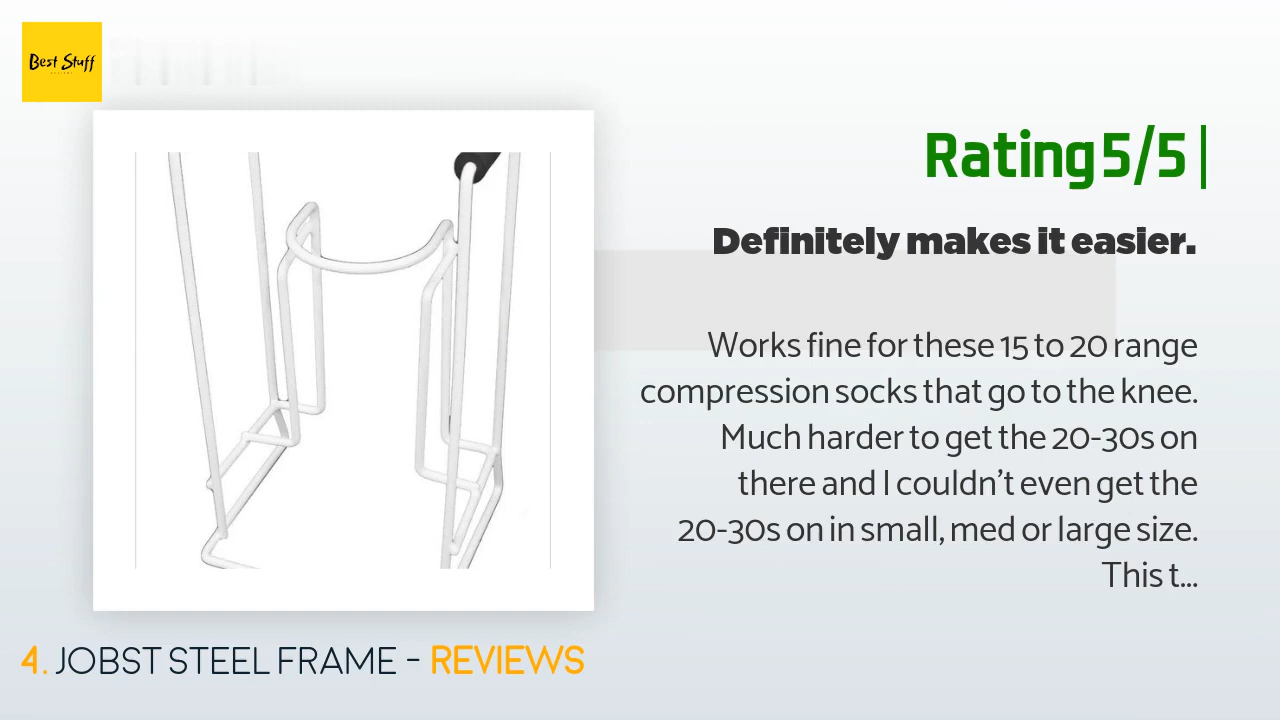 Best Stuff
Rating 5/5 |
Definitely makes it easier.
Works fine for these 15 to 20 range
compression socks that go to the knee.
Much harder to get the 20-30s on
there and I couldn't even get the
20-30s on in small, med or large size.
This t...
4. JOBST STEEL FRAME - REVIEWS